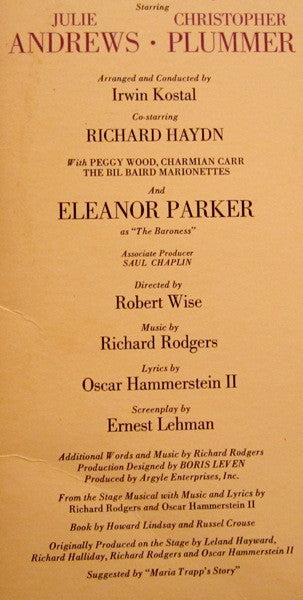 Starring
JULIE CHRISTOPHER
ANDREWS · PLUMMER
Arranged and Conducted by
Irwin Kostal
Co-starring
RICHARD HAYDN
With PEGGY WOOD, CHARMIAN CARR
THE BIL BAIRD MARIONETTES
And
ELEANOR PARKER
as "The Baroness"
Associate Producer
SAUL CHAPLIN
Directed by
Robert Wise
Music by
Richard Rodgers
Lyrics by
Oscar Hammerstein II
Screenplay by
Ernest Lehman
Additional Words and Music by Richard Rodgers
Production Designed by BORIS LEVEN
Produced by Argyle Enterprises, Inc.
From the Stage Musical with Music and Lyrics by
Richard Rodgers and Oscar Hammerstein II
Book by Howard Lindsay and Russel Crouse
Originally Produced on the Stage by Leland Hayward,
Richard Halliday, Richard Rodgers and Oscar Hammerstein II
Suggested by "Maria Trapp's Story"